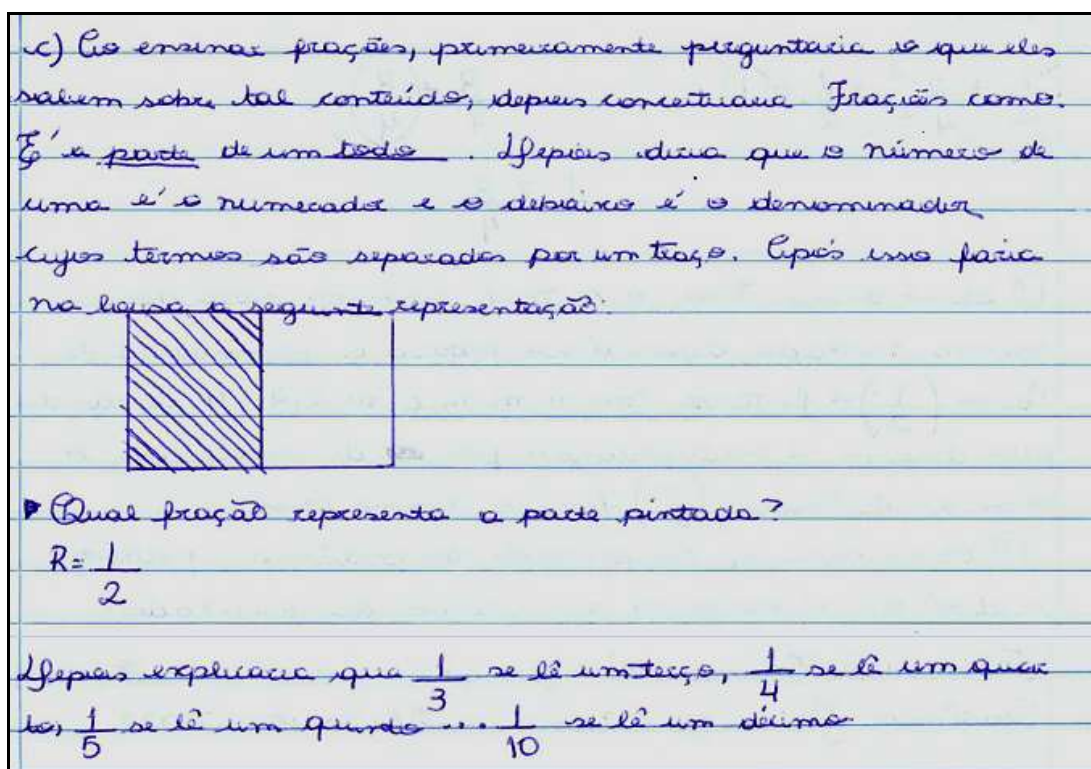 c) Ao ensinar frações, primeiramente perguntaria o que eles
sabem sobre tal conteúdo, depois conceituaria Frações como:
É a parte de um todo. Depois diria que o número de
uma é o numerador e o debaixo é o denominador
cujos termos são separados por um traço. Após isso faria
na lousa a seguinte representação:
Qual fração representa a parte pintada?
R= 1/2
Depois explicaria que 1/3 se lê um terço, 1/4 se lê um quar
to, 1/5 se lê um quinto ... 1/10 se lê um décimo